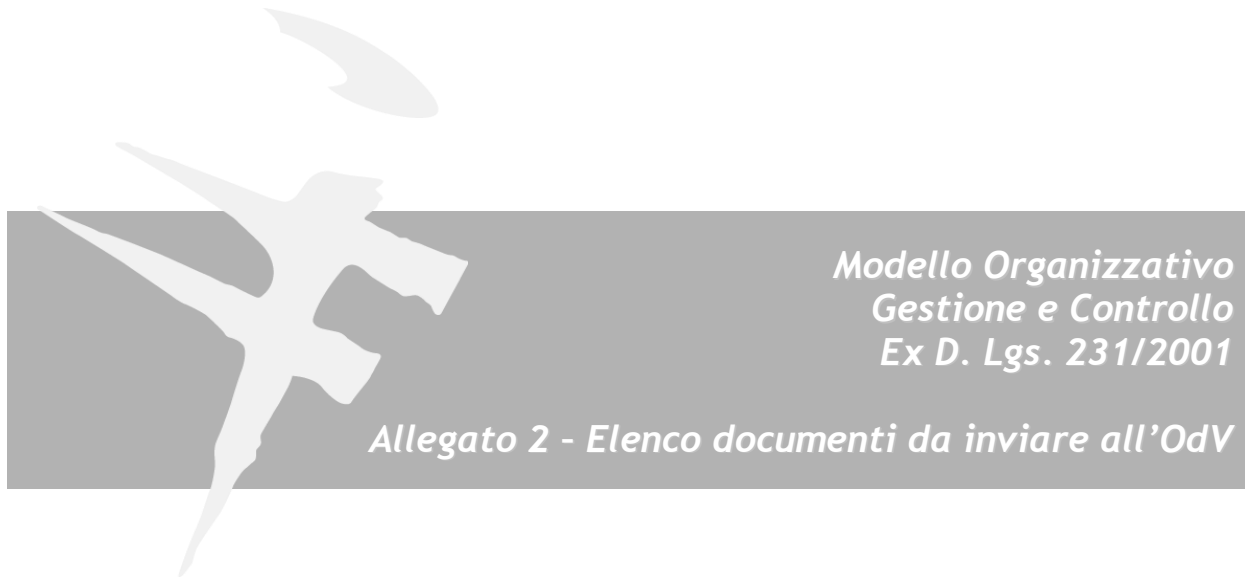 Modello Organizzativo
Gestione e Controllo
Ex D. Lgs. 231/2001
Allegato 2 – Elenco documenti da inviare all’OdV